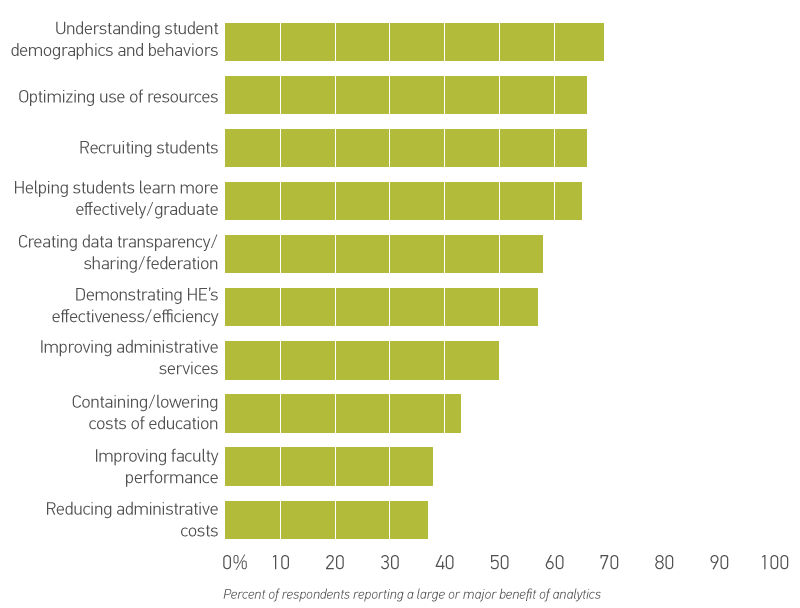 Understanding student
demographics and behaviors
Optimizing use of resources
Recruiting students
Helping students learn more
effectively/graduate
Creating data transparency/
sharing/federation
Demonstrating HE's
effectiveness/efficiency
Improving administrative
services
Containing/lowering
costs of education
Improving faculty
performance
Reducing administrative
costs
0% 10 20 30 40 50 60 70 80 90 100
Percent of respondents reporting a large or major benefit of analytics